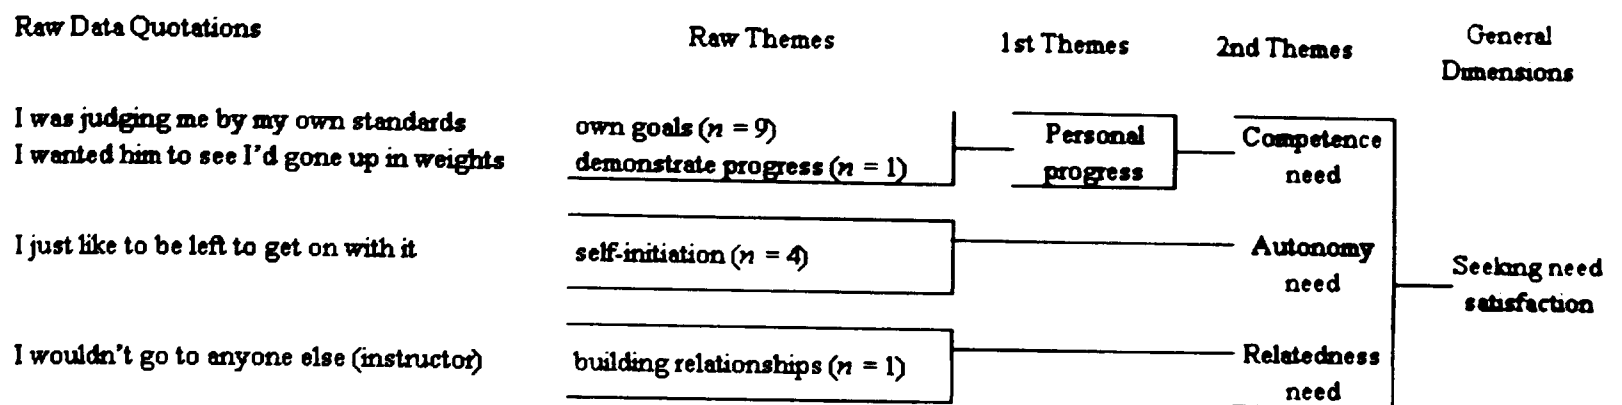 Raw Data Quotations
Raw Themes
1st Themes
2nd Themes
General
Dimensions
I was judging me by my own standards
I wanted him to see I'd gone up in weights
own goals (n = 9)
demonstrate progress (n = 1)
Personal
progress
Competence
need
I just like to be left to get on with it
self-initiation (n = 4)
Autonomy
need
Seeking need
satisfaction
I wouldn't go to anyone else (instructor)
building relationships (n = 1)
Relatedness
need